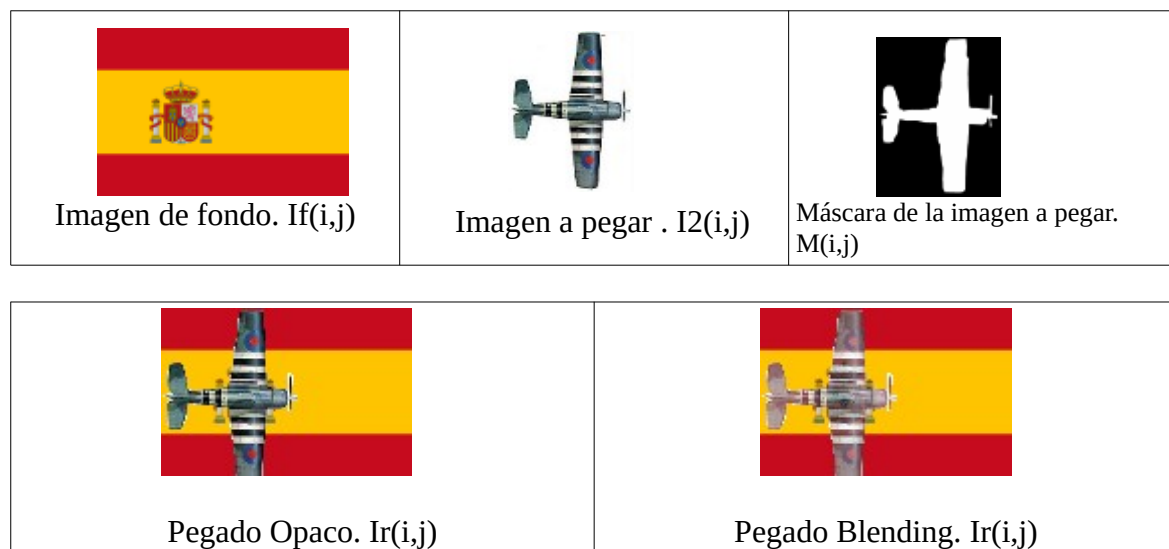 Imagen de fondo. If(i,j)
Imagen a pegar . I2(i,j)
Máscara de la imagen a pegar.
M(i,j)
Pegado Opaco. Ir(i,j)
Pegado Blending. Ir(i,j)